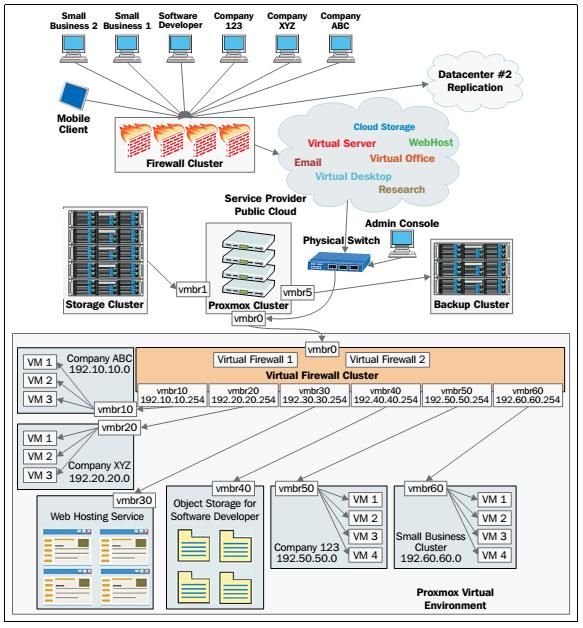 Small
Business 2
Small
Business 1
Software
Developer
Company
123
Company
XYZ
Company
ABC
Mobile
Client
Datacenter #2
Replication
Firewall Cluster
Cloud Storage
Virtual Server
WebHost
Email
Virtual Office
Virtual Desktop
Research
Service Provider
Public Cloud
Admin Console
Physical Switch
Storage Cluster
vmbr1
Proxmox Cluster
vmbr5
Backup Cluster
vmbr0
vmbr0
Virtual Firewall 1
Virtual Firewall 2
Virtual Firewall Cluster
vmbr10
192.10.10.254
vmbr20
192.20.20.254
vmbr30
192.30.30.254
vmbr40
192.40.40.254
vmbr50
192.50.50.254
vmbr60
192.60.60.254
Company ABC
192.10.10.0
VM 1
VM 2
VM 3
vmbr10
vmbr20
VM 1
VM 2
VM 3
Company XYZ
192.20.20.0
vmbr30
Web Hosting Service
vmbr40
Object Storage for
Software Developer
vmbr50
VM 1
VM 2
VM 3
VM 4
Company 123
192.50.50.0
vmbr60
VM 1
VM 2
VM 3
VM 4
Small Business
Cluster
192.60.60.0
Proxmox Virtual
Environment